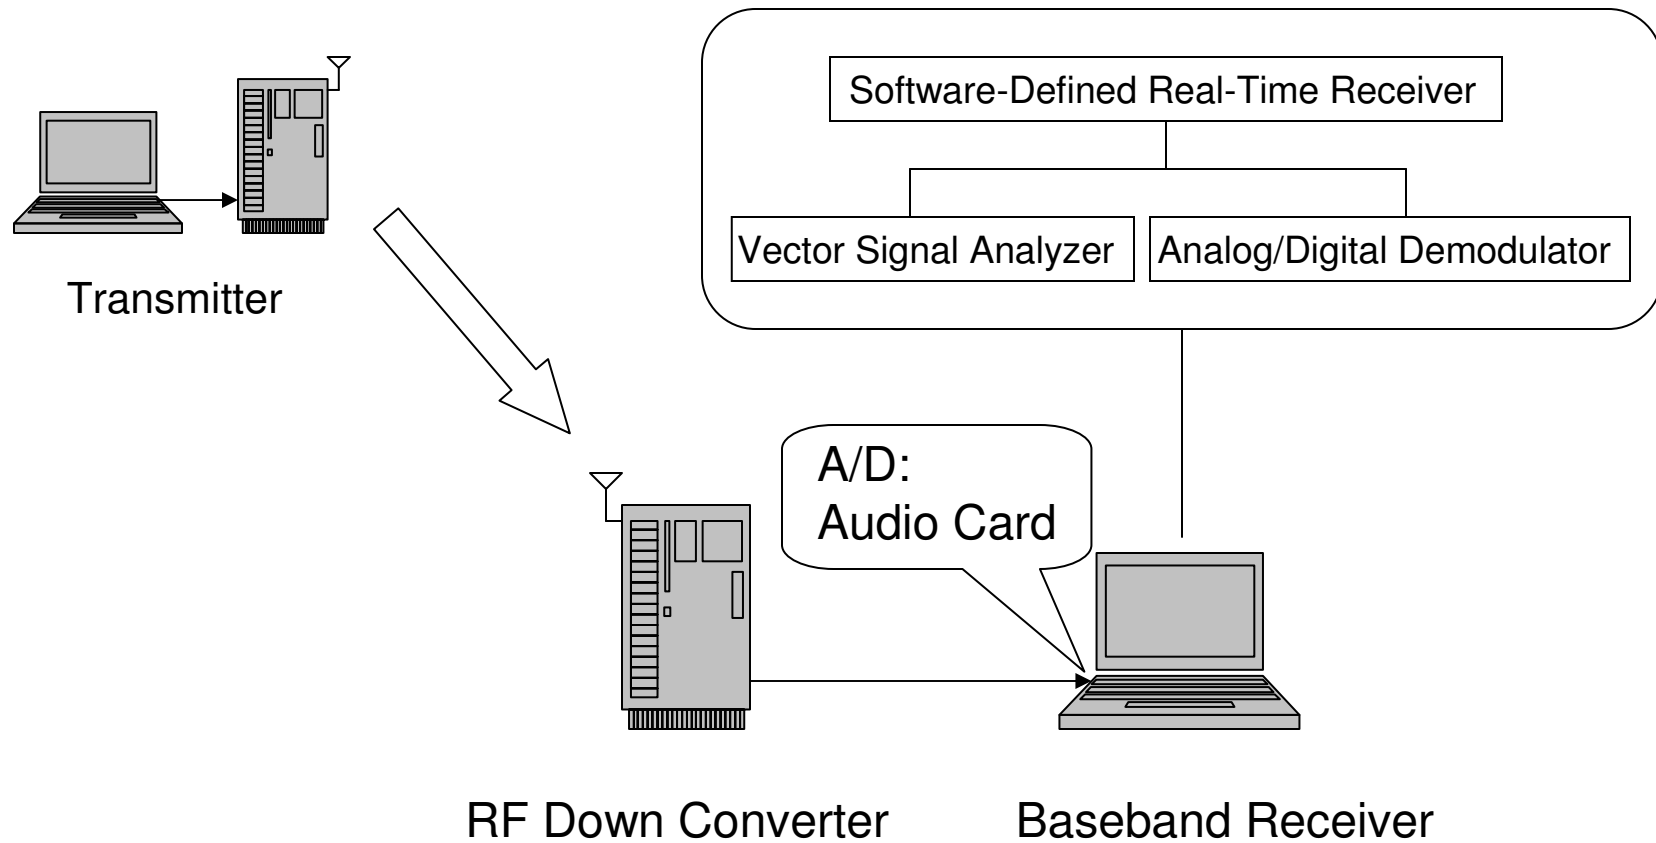 Software-Defined Real-Time Receiver
Vector Signal Analyzer
Analog/Digital Demodulator
Transmitter
A/D:
Audio Card
RF Down Converter
Baseband Receiver